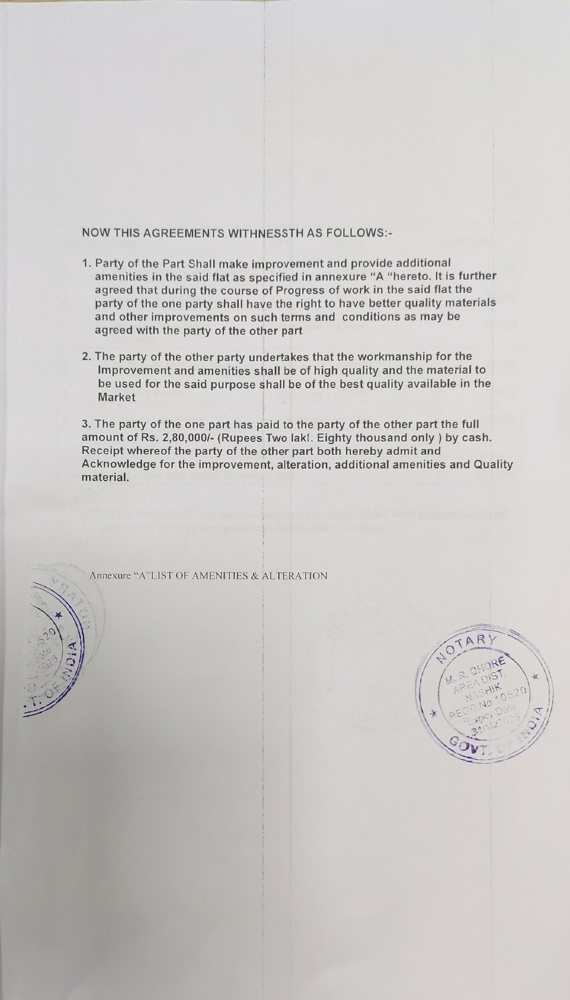 NOW THIS AGREEMENTS WITHNESSTH AS FOLLOWS:-
1. Party of the Part Shall make improvement and provide additional
amenities in the said flat as specified in annexure “A “hereto. It is further
agreed that during the course of Progress of work in the said flat the
party of the one party shall have the right to have better quality materials
and other improvements on such terms and conditions as may be
agreed with the party of the other part
2. The party of the other party undertakes that the workmanship for the
Improvement and amenities shall be of high quality and the material to
be used for the said purpose shall be of the best quality available in the
Market
3. The party of the one part has paid to the party of the other part the full
amount of Rs. 2,80,000/- (Rupees Two lakl. Eighty thousand only ) by cash.
Receipt whereof the party of the other part both hereby admit and
Acknowledge for the improvement, alteration, additional amenities and Quality
material.
Annexure “A”LIST OF AMENITIES & ALTERATION
NOTARY
T. OF INDIA
NOTARY
M. R. DHORE
AREA DIST.
NASHIK
REGD.No 10520
Expiry Date
GOVT. OF INDIA